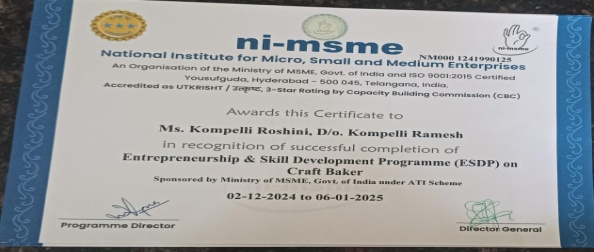 ni-msme
ni-msme
NM000 1241990125
National Institute for Micro, Small and Medium Enterprises
An Organisation of the Ministry of MSME, Govt. of India and ISO 9001:2015 Certified
Yousufguda, Hyderabad - 500 045, Telangana, India.
Accredited as UTKRISHT / उत्कृष्ट, 3-Star Rating by Capacity Building Commission (CBC)
Awards this Certificate to
Ms. Kompelli Roshini, D/o. Kompelli Ramesh
in recognition of successful completion of
Entrepreneurship & Skill Development Programme (ESDP) on
Craft Baker
Sponsored by Ministry of MSME, Govt. of India under ATI Scheme
02-12-2024 to 06-01-2025
Programme Director
Director General